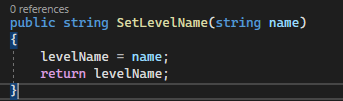 0 references
public string SetLevelName(string name)
{
levelName = name;
return levelName;
}